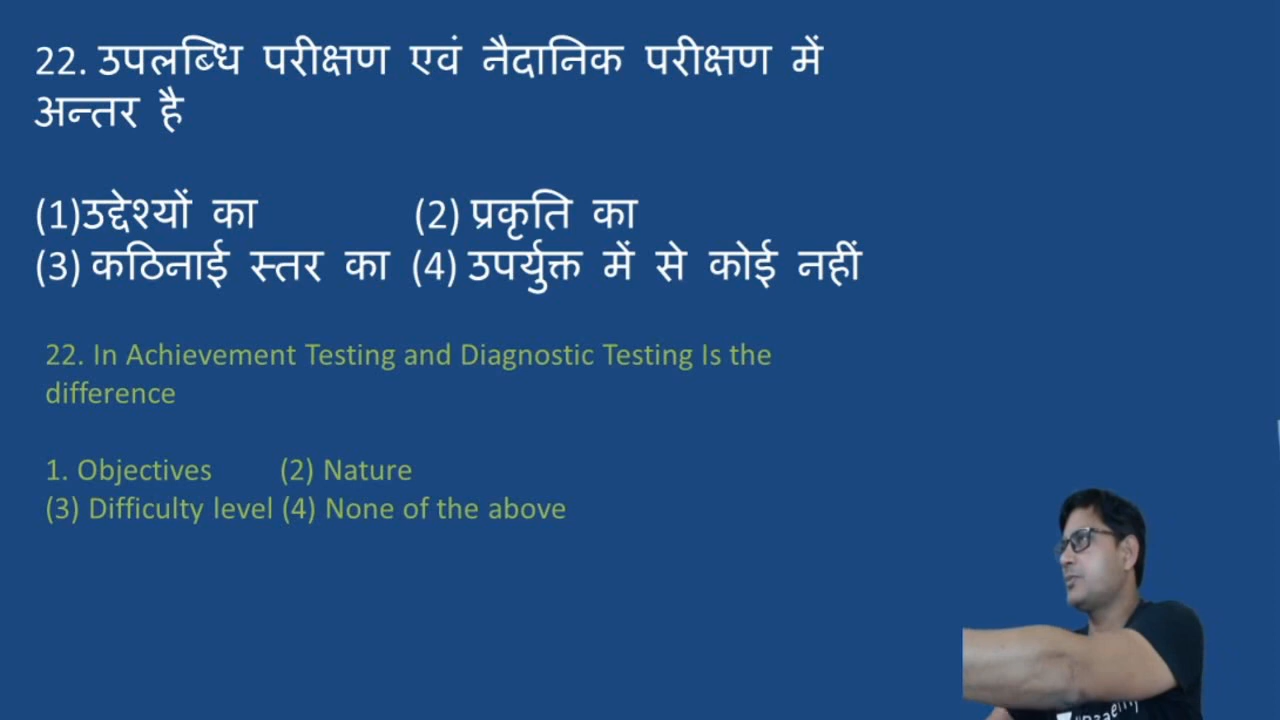 22. उपलब्धि परीक्षण एवं नैदानिक परीक्षण में
अन्तर है
(1)उद्देश्यों का (2) प्रकृति का
(3) कठिनाई स्तर का (4) उपर्युक्त में से कोई नहीं
22. In Achievement Testing and Diagnostic Testing Is the
difference
1. Objectives (2) Nature
(3) Difficulty level (4) None of the above